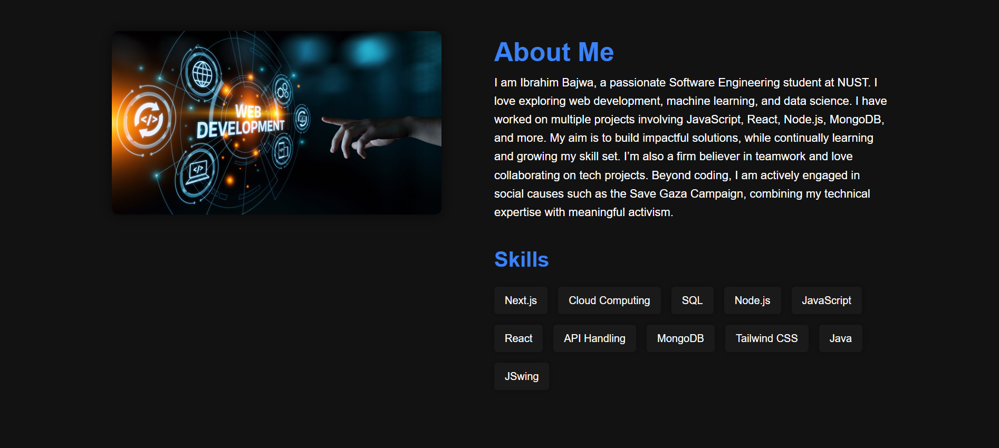 WEB
DEVELOPMENT
About Me
I am Ibrahim Bajwa, a passionate Software Engineering student at NUST. I
love exploring web development, machine learning, and data science. I have
worked on multiple projects involving JavaScript, React, Node.js, MongoDB,
and more. My aim is to build impactful solutions, while continually learning
and growing my skill set. I’m also a firm believer in teamwork and love
collaborating on tech projects. Beyond coding, I am actively engaged in
social causes such as the Save Gaza Campaign, combining my technical
expertise with meaningful activism.
Skills
Next.js Cloud Computing SQL Node.js JavaScript
React API Handling MongoDB Tailwind CSS Java
JSwing